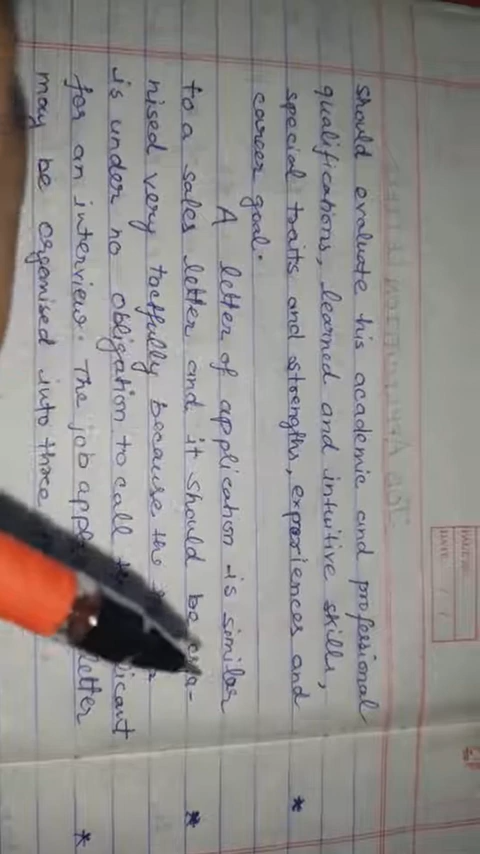 should evaluate his academic and professional
qualifications, learned and intuitive skills,
special traits and strengths, experiences and
career goal.
A letter of application is similar
to a sales letter and it should be
nised very tactfully because the
is under no obligation to call
for an interview. The job letter
may be organised into three